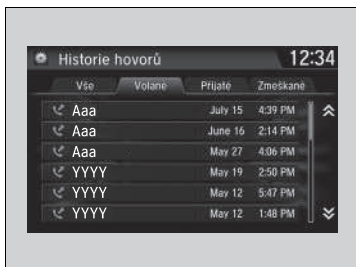 Historie hovorů 12:34
Vše Volané Přijaté Zmeškané
Aaa July 15 4:39 PM
Aaa June 16 2:14 PM
Aaa May 27 4:06 PM
YYYY May 19 2:50 PM
YYYY May 12 5:47 PM
YYYY May 12 1:48 PM